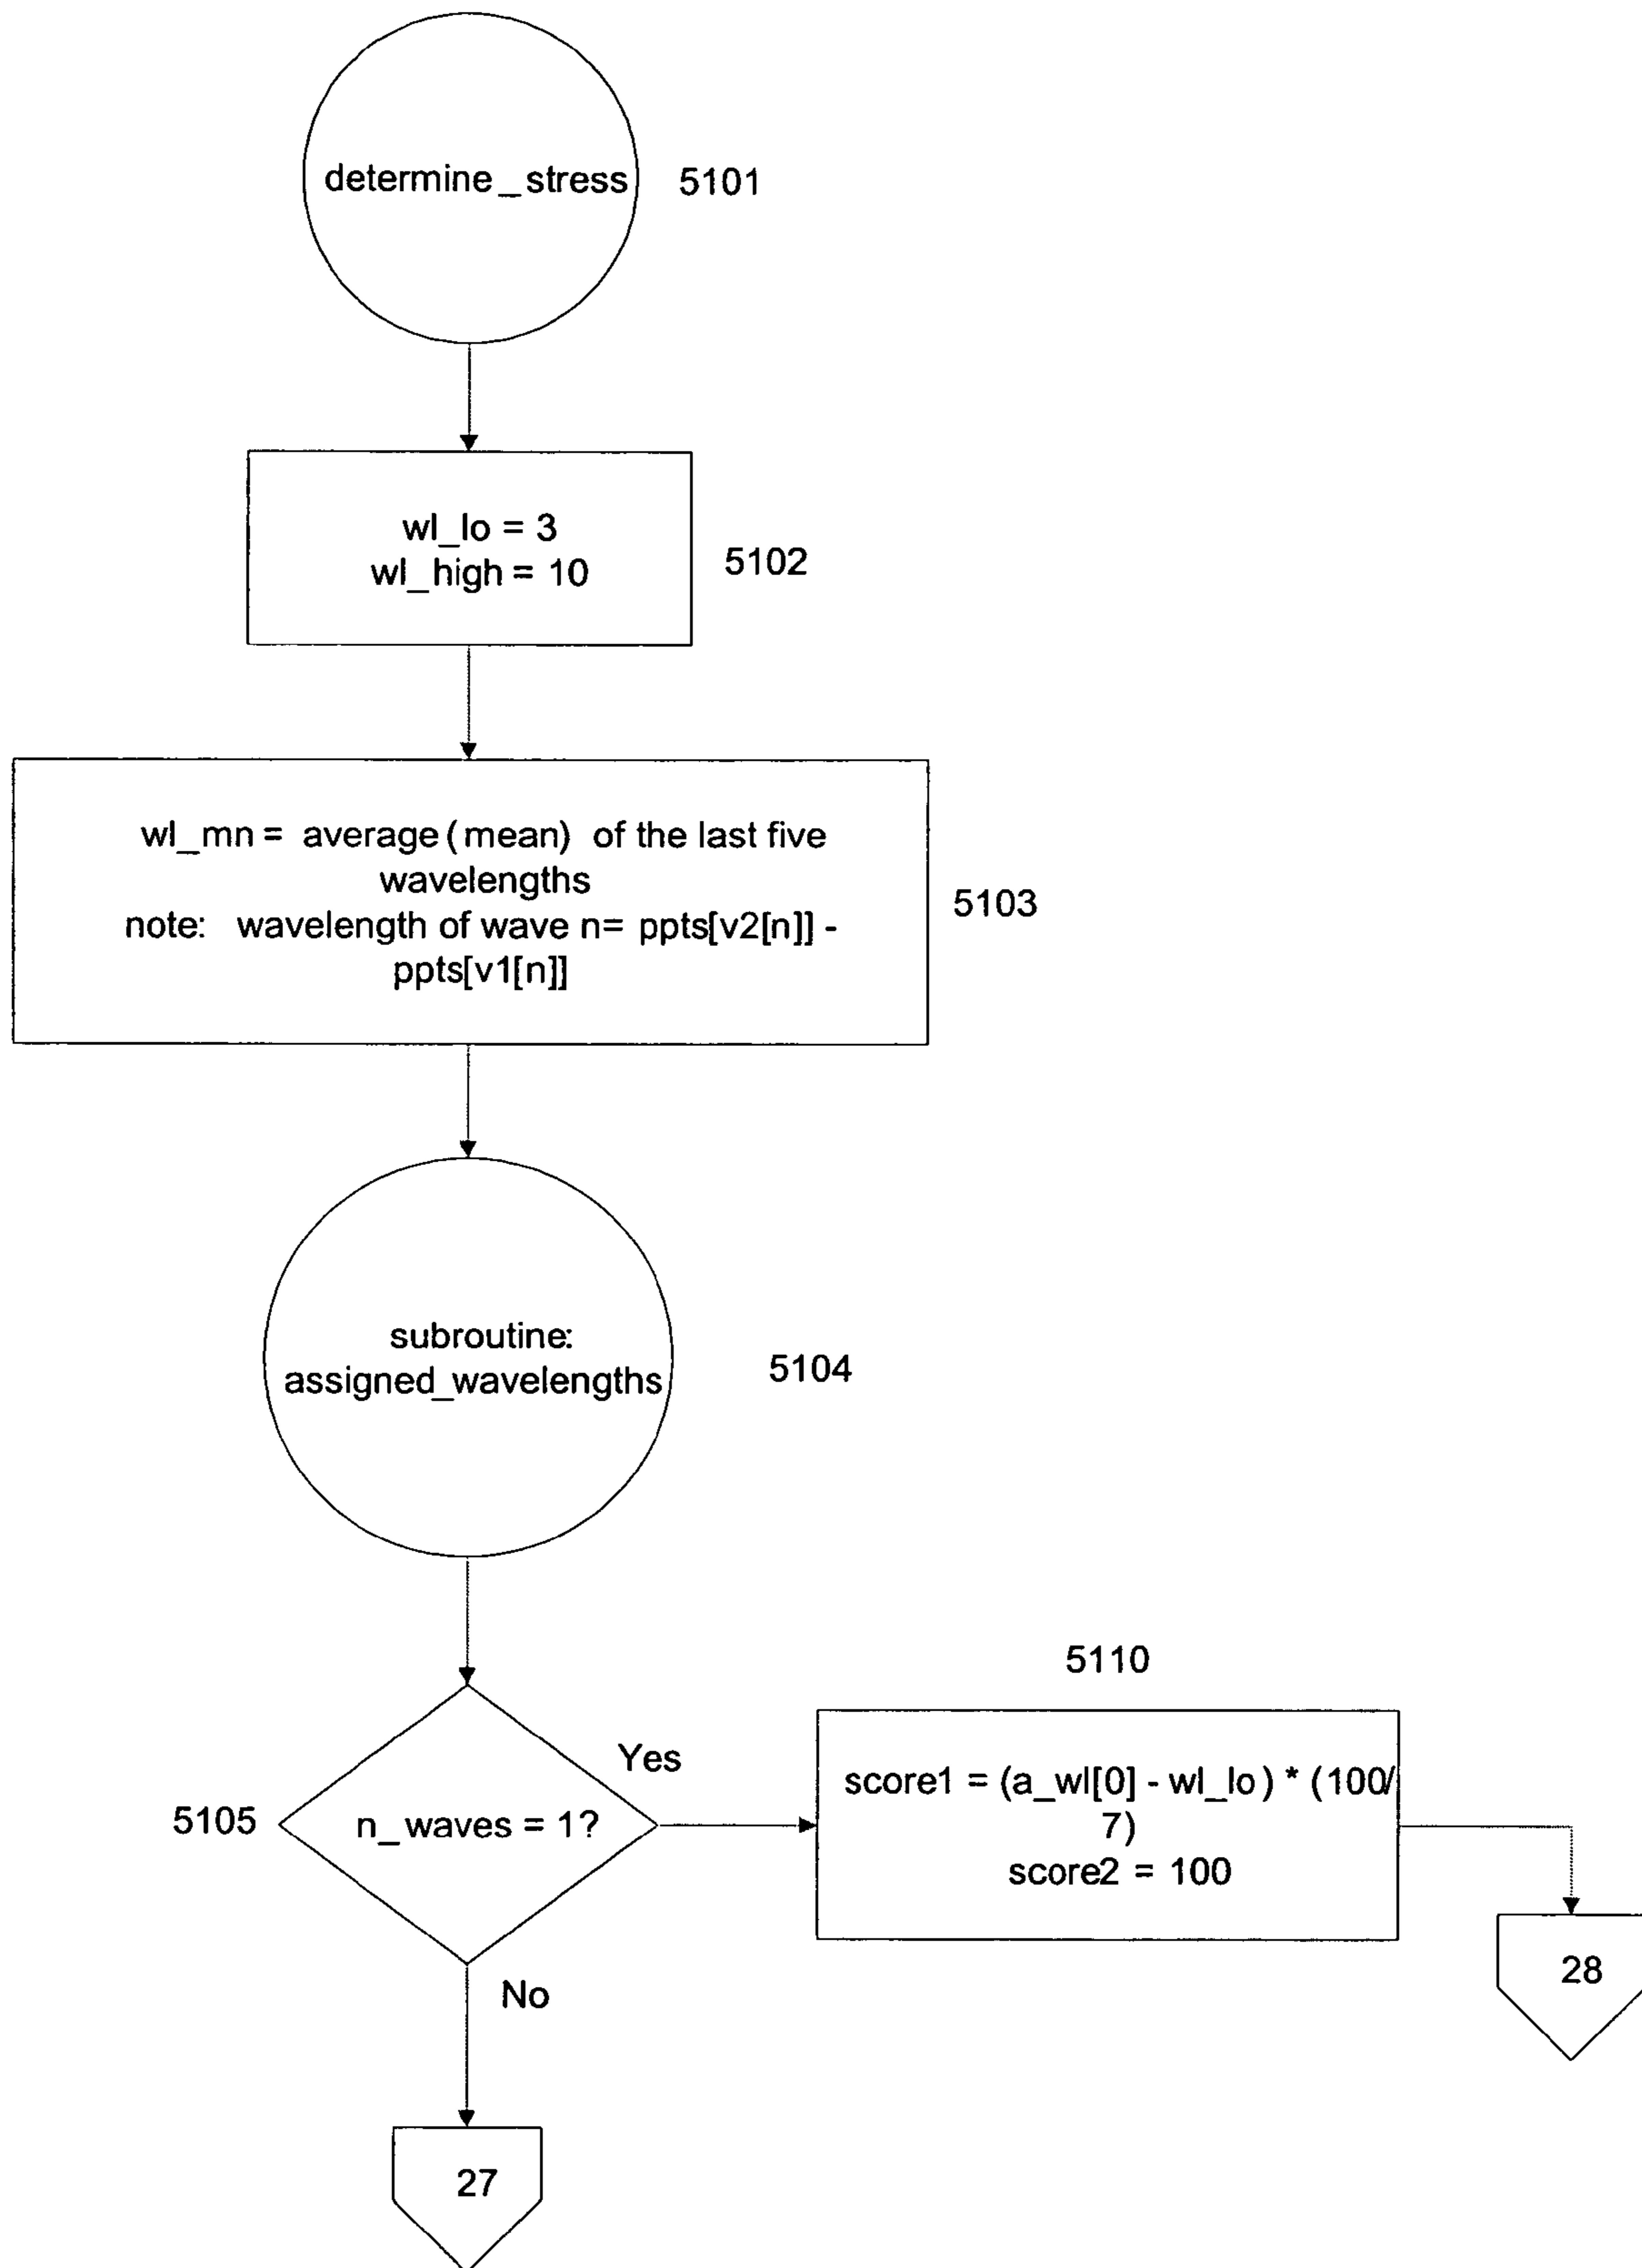 determine_stress
5101
wl_lo = 3
wl_high = 10
5102
wl_mn = average (mean) of the last five
wavelengths
note: wavelength of wave n= ppts[v2[n]] -
ppts[v1[n]]
5103
subroutine:
assigned_wavelengths
5104
5105
n_waves = 1?
Yes
No
5110
score1 = (a_wl[0] - wl_lo) * (100/
7)
score2 = 100
28
27